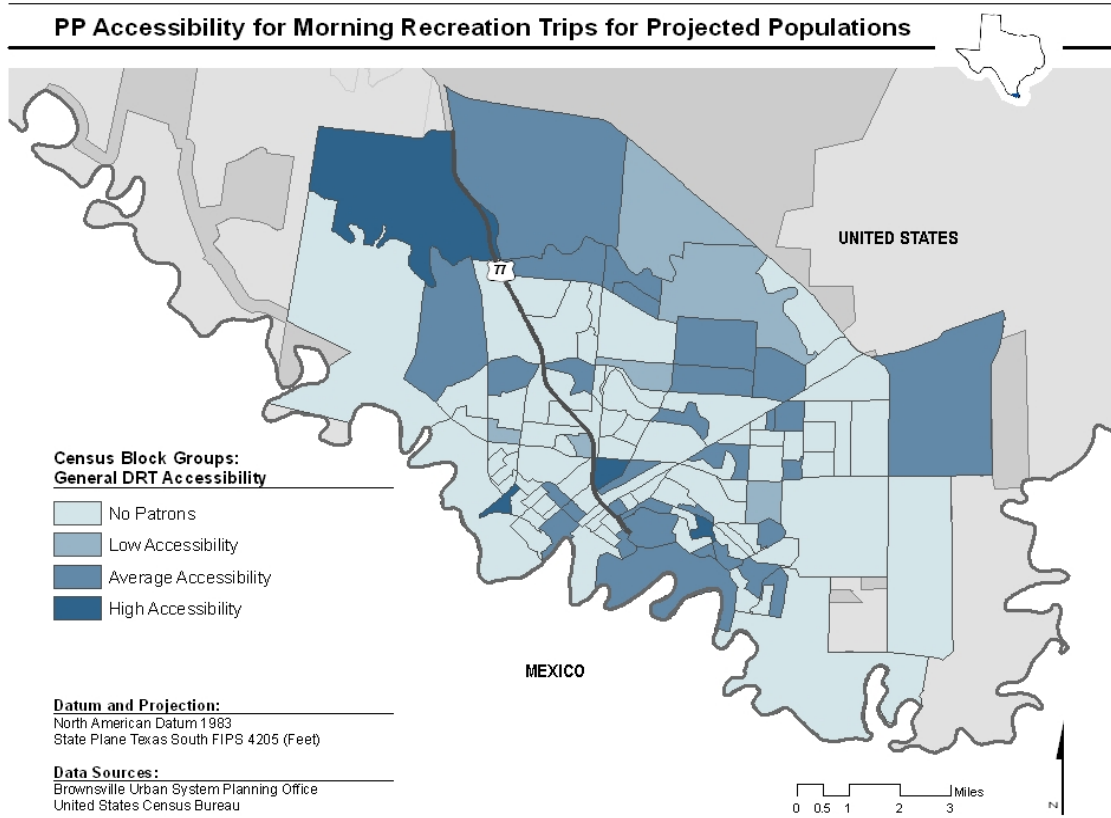 PP Accessibility for Morning Recreation Trips for Projected Populations
UNITED STATES
77
Census Block Groups:
General DRT Accessibility
No Patrons
Low Accessibility
Average Accessibility
High Accessibility
MEXICO
Datum and Projection:
North American Datum 1983
State Plane Texas South FIPS 4205 (Feet)
Data Sources:
Brownsville Urban System Planning Office
United States Census Bureau
Miles
0 0.5 1 2 3
N